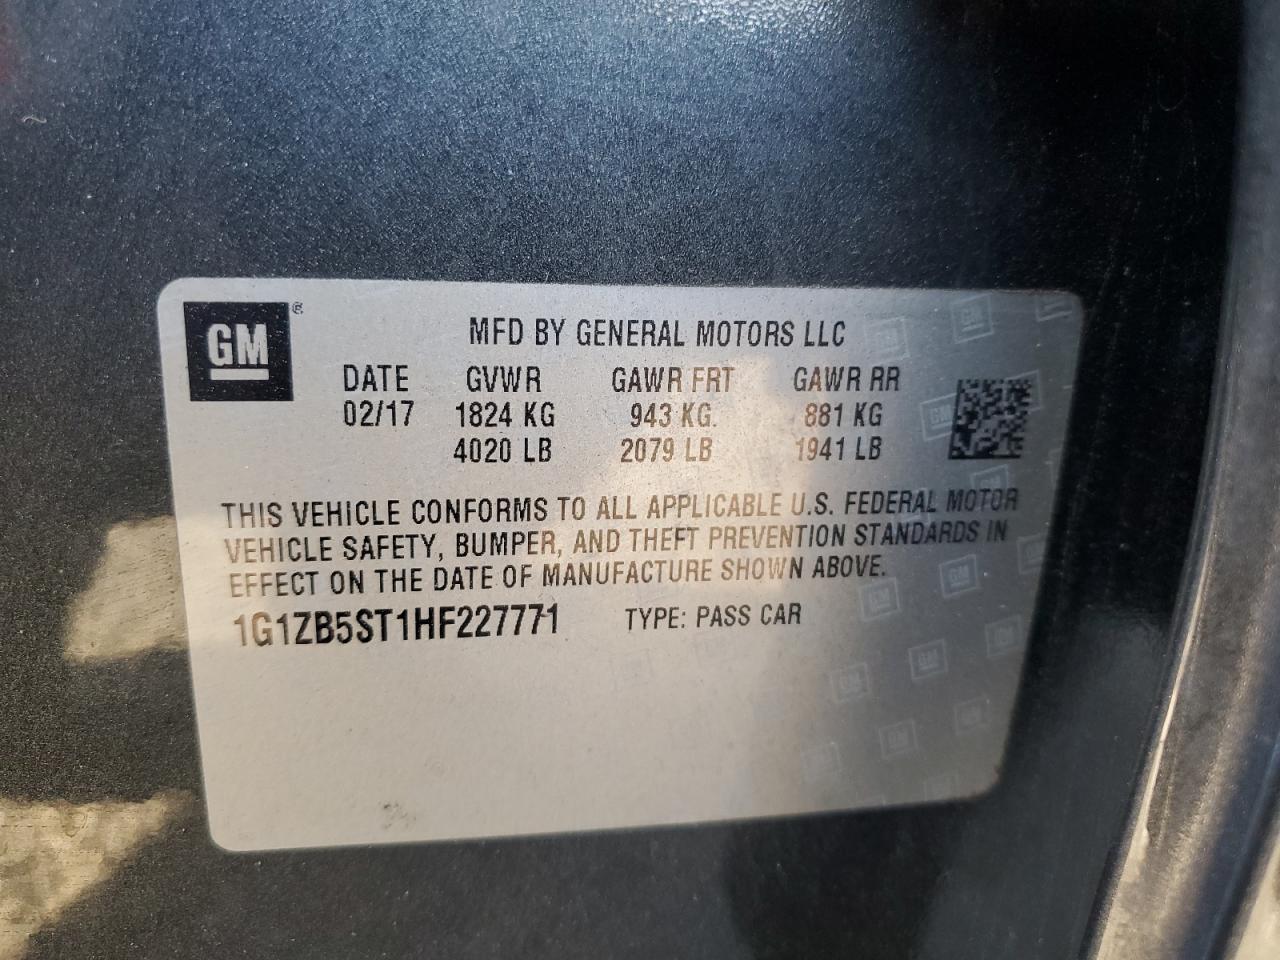 GM ®
MFD BY GENERAL MOTORS LLC
DATE GVWR GAWR FRT GAWR RR
02/17 1824 KG 943 KG. 881 KG
4020 LB 2079 LB 1941 LB
THIS VEHICLE CONFORMS TO ALL APPLICABLE U.S. FEDERAL MOTOR
VEHICLE SAFETY, BUMPER, AND THEFT PREVENTION STANDARDS IN
EFFECT ON THE DATE OF MANUFACTURE SHOWN ABOVE.
1G1ZB5ST1HF227771 TYPE: PASS CAR